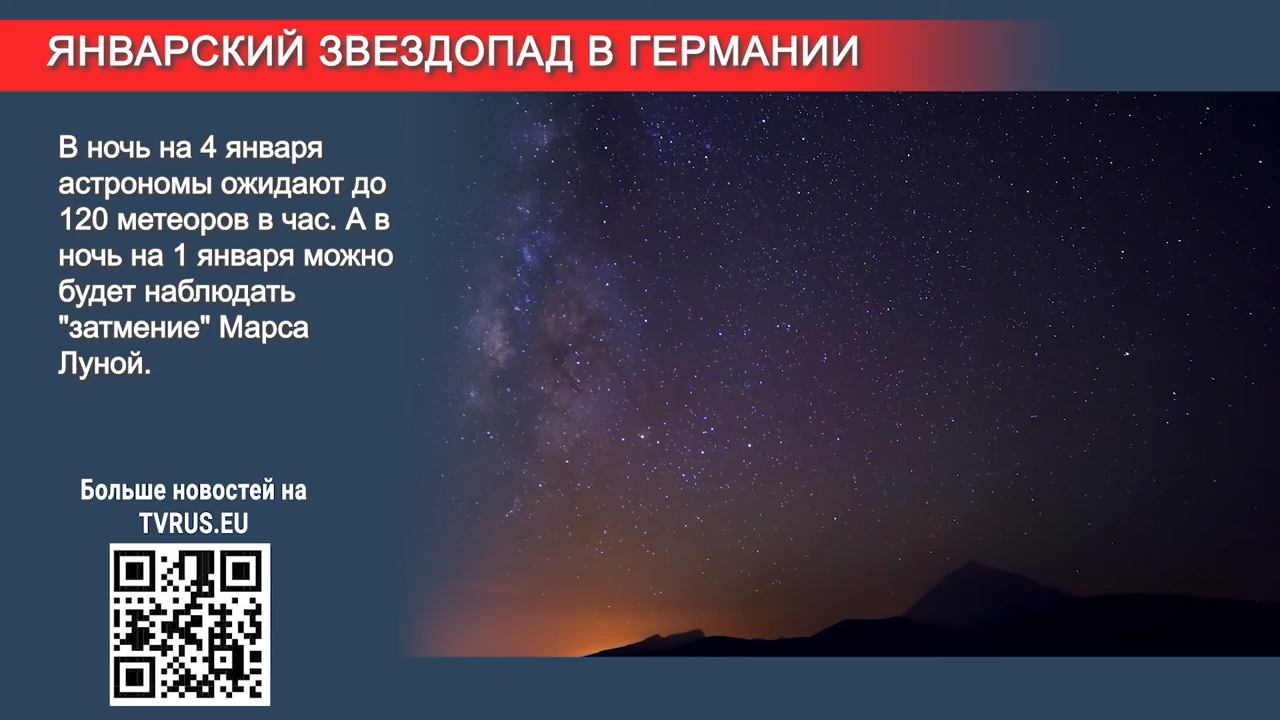 ЯНВАРСКИЙ ЗВЕЗДОПАД В ГЕРМАНИИ
В ночь на 4 января
астрономы ожидают до
120 метеоров в час. А в
ночь на 1 января можно
будет наблюдать
"затмение" Марса
Луной.
Больше новостей на
TVRUS.EU